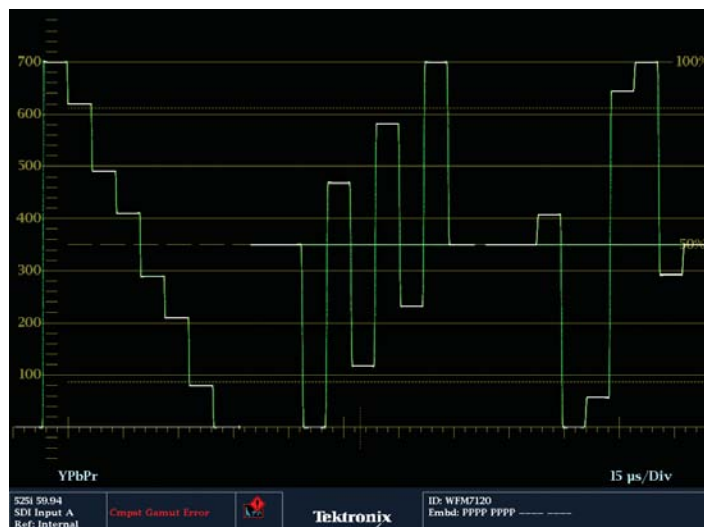 700
100%
600
500
400
50%
300
200
100
YPbPr
15 µs/Div
525i 59.94
SDI Input A
Ref: Internal
Cmpst Gamut Error
Tektronix
ID: WFM7120
Embd: PPPP PPPP ---- ----